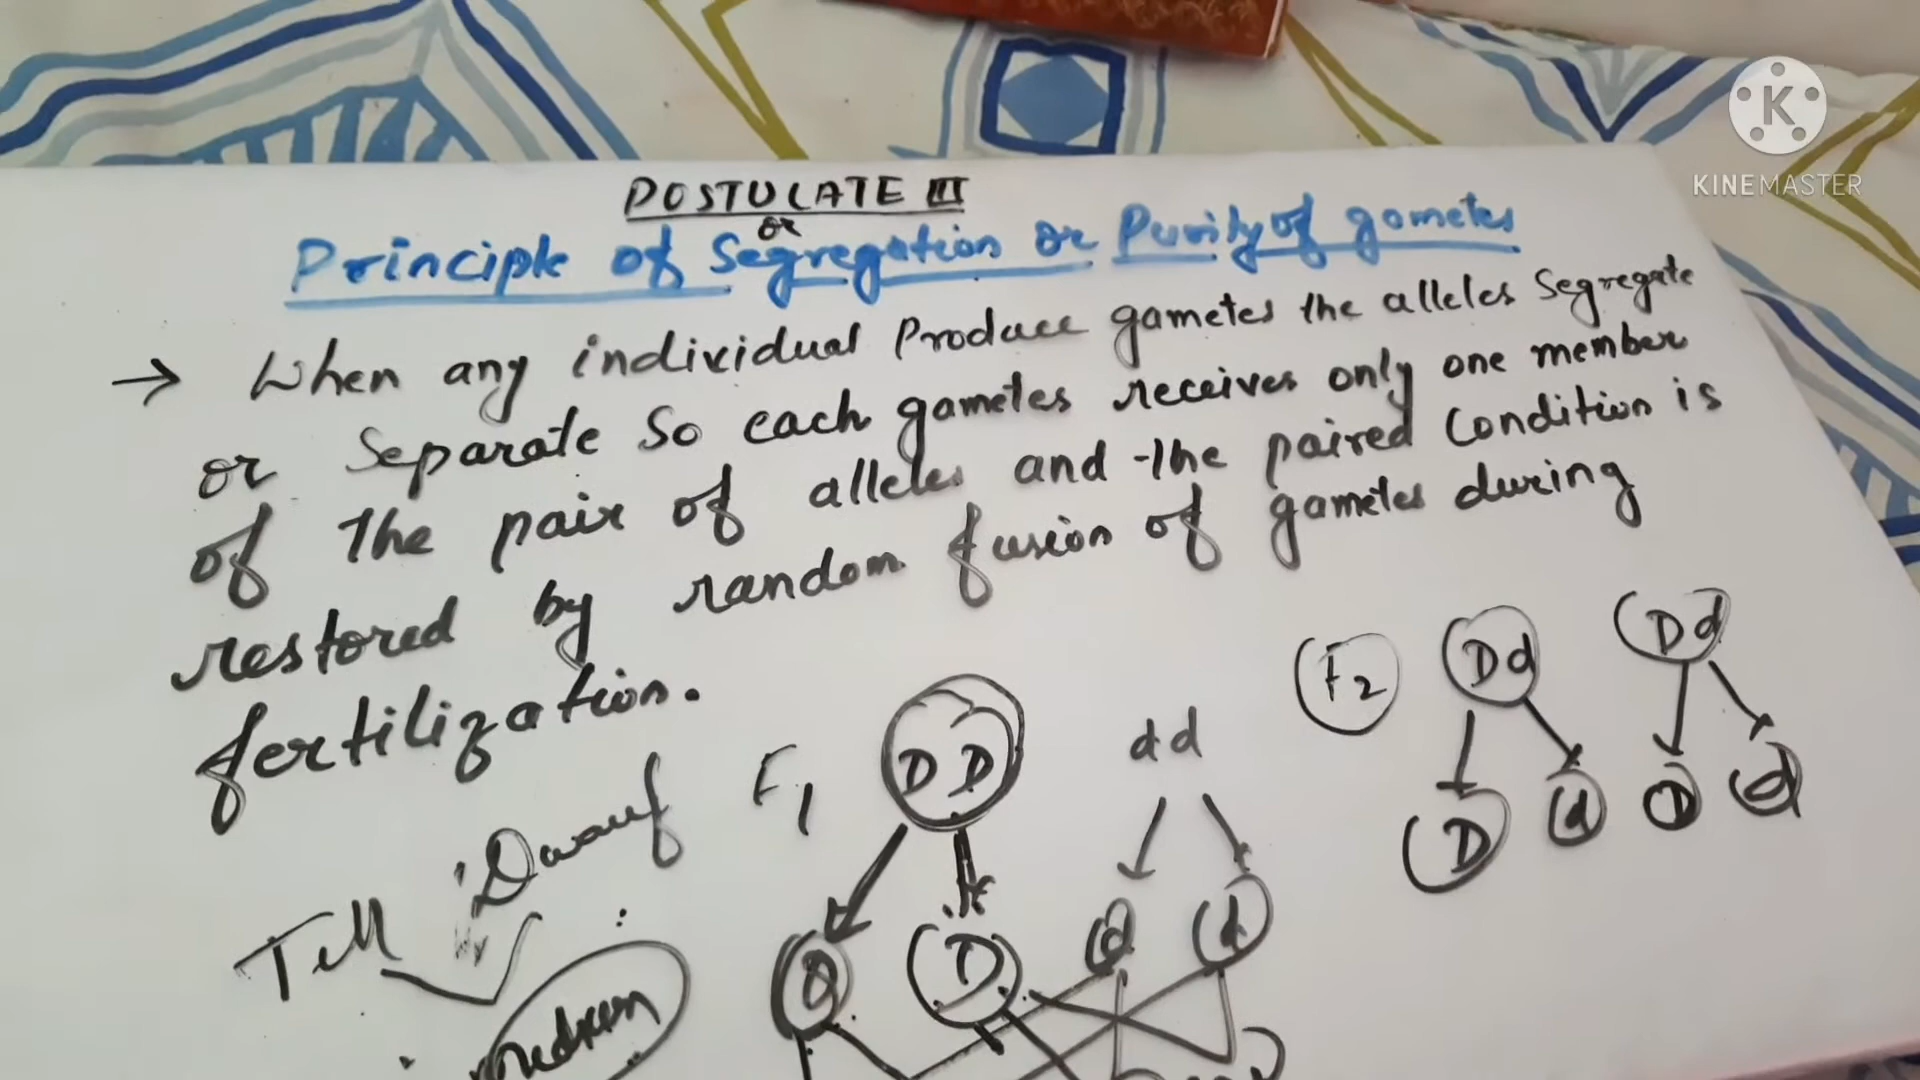 K
KINEMASTER
POSTULATE III
or
Principle of Segregation or Purity of gametes
→ When any individual Produce gametes the alleles Segregate
or Separate So each gametes receives only one member
of the pair of alleles and the paired Condition is
restored by random fusion of gametes during
fertilization.
F2 Dd Dd
D d D d
F1 DD dd
D D d d
Dwarf
Tall